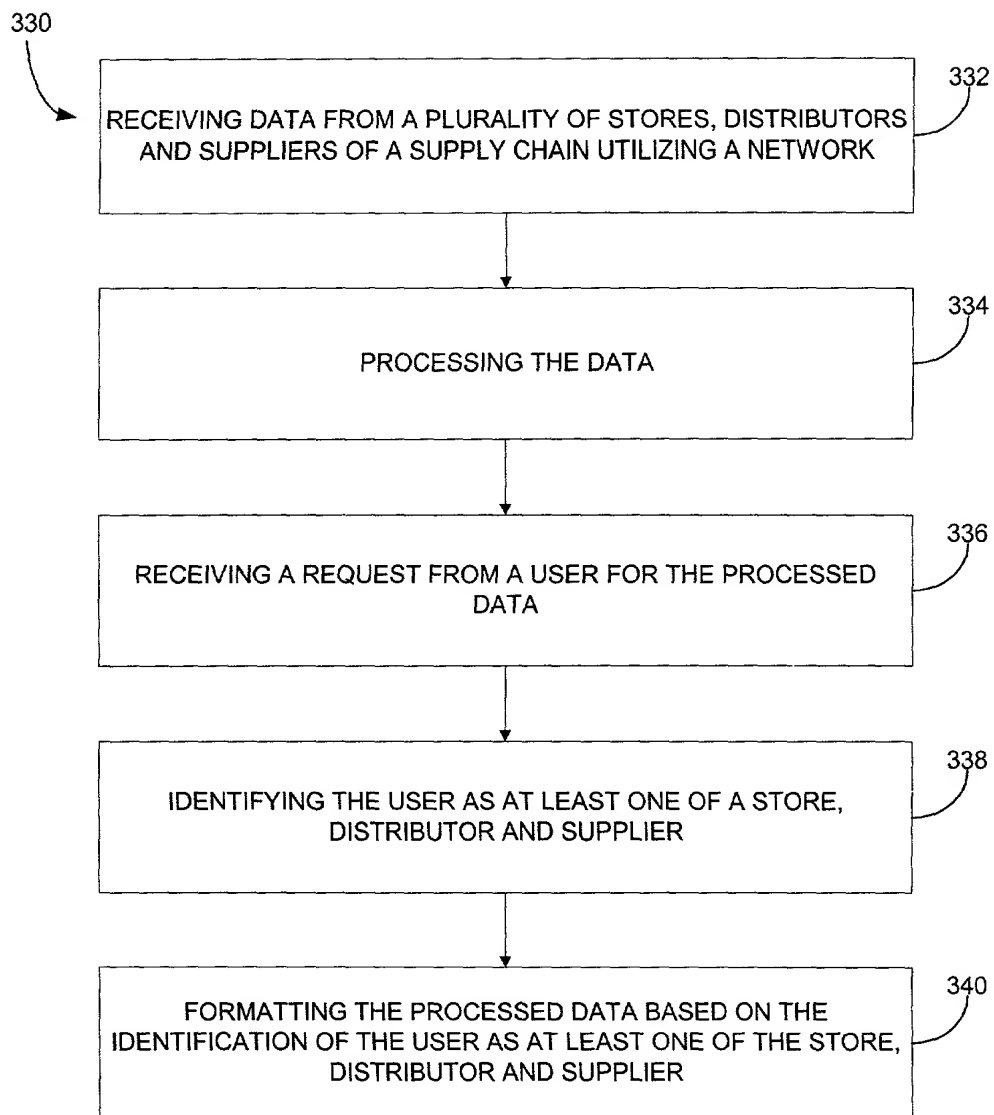 330
332
RECEIVING DATA FROM A PLURALITY OF STORES, DISTRIBUTORS
AND SUPPLIERS OF A SUPPLY CHAIN UTILIZING A NETWORK
334
PROCESSING THE DATA
336
RECEIVING A REQUEST FROM A USER FOR THE PROCESSED
DATA
338
IDENTIFYING THE USER AS AT LEAST ONE OF A STORE,
DISTRIBUTOR AND SUPPLIER
340
FORMATTING THE PROCESSED DATA BASED ON THE
IDENTIFICATION OF THE USER AS AT LEAST ONE OF THE STORE,
DISTRIBUTOR AND SUPPLIER